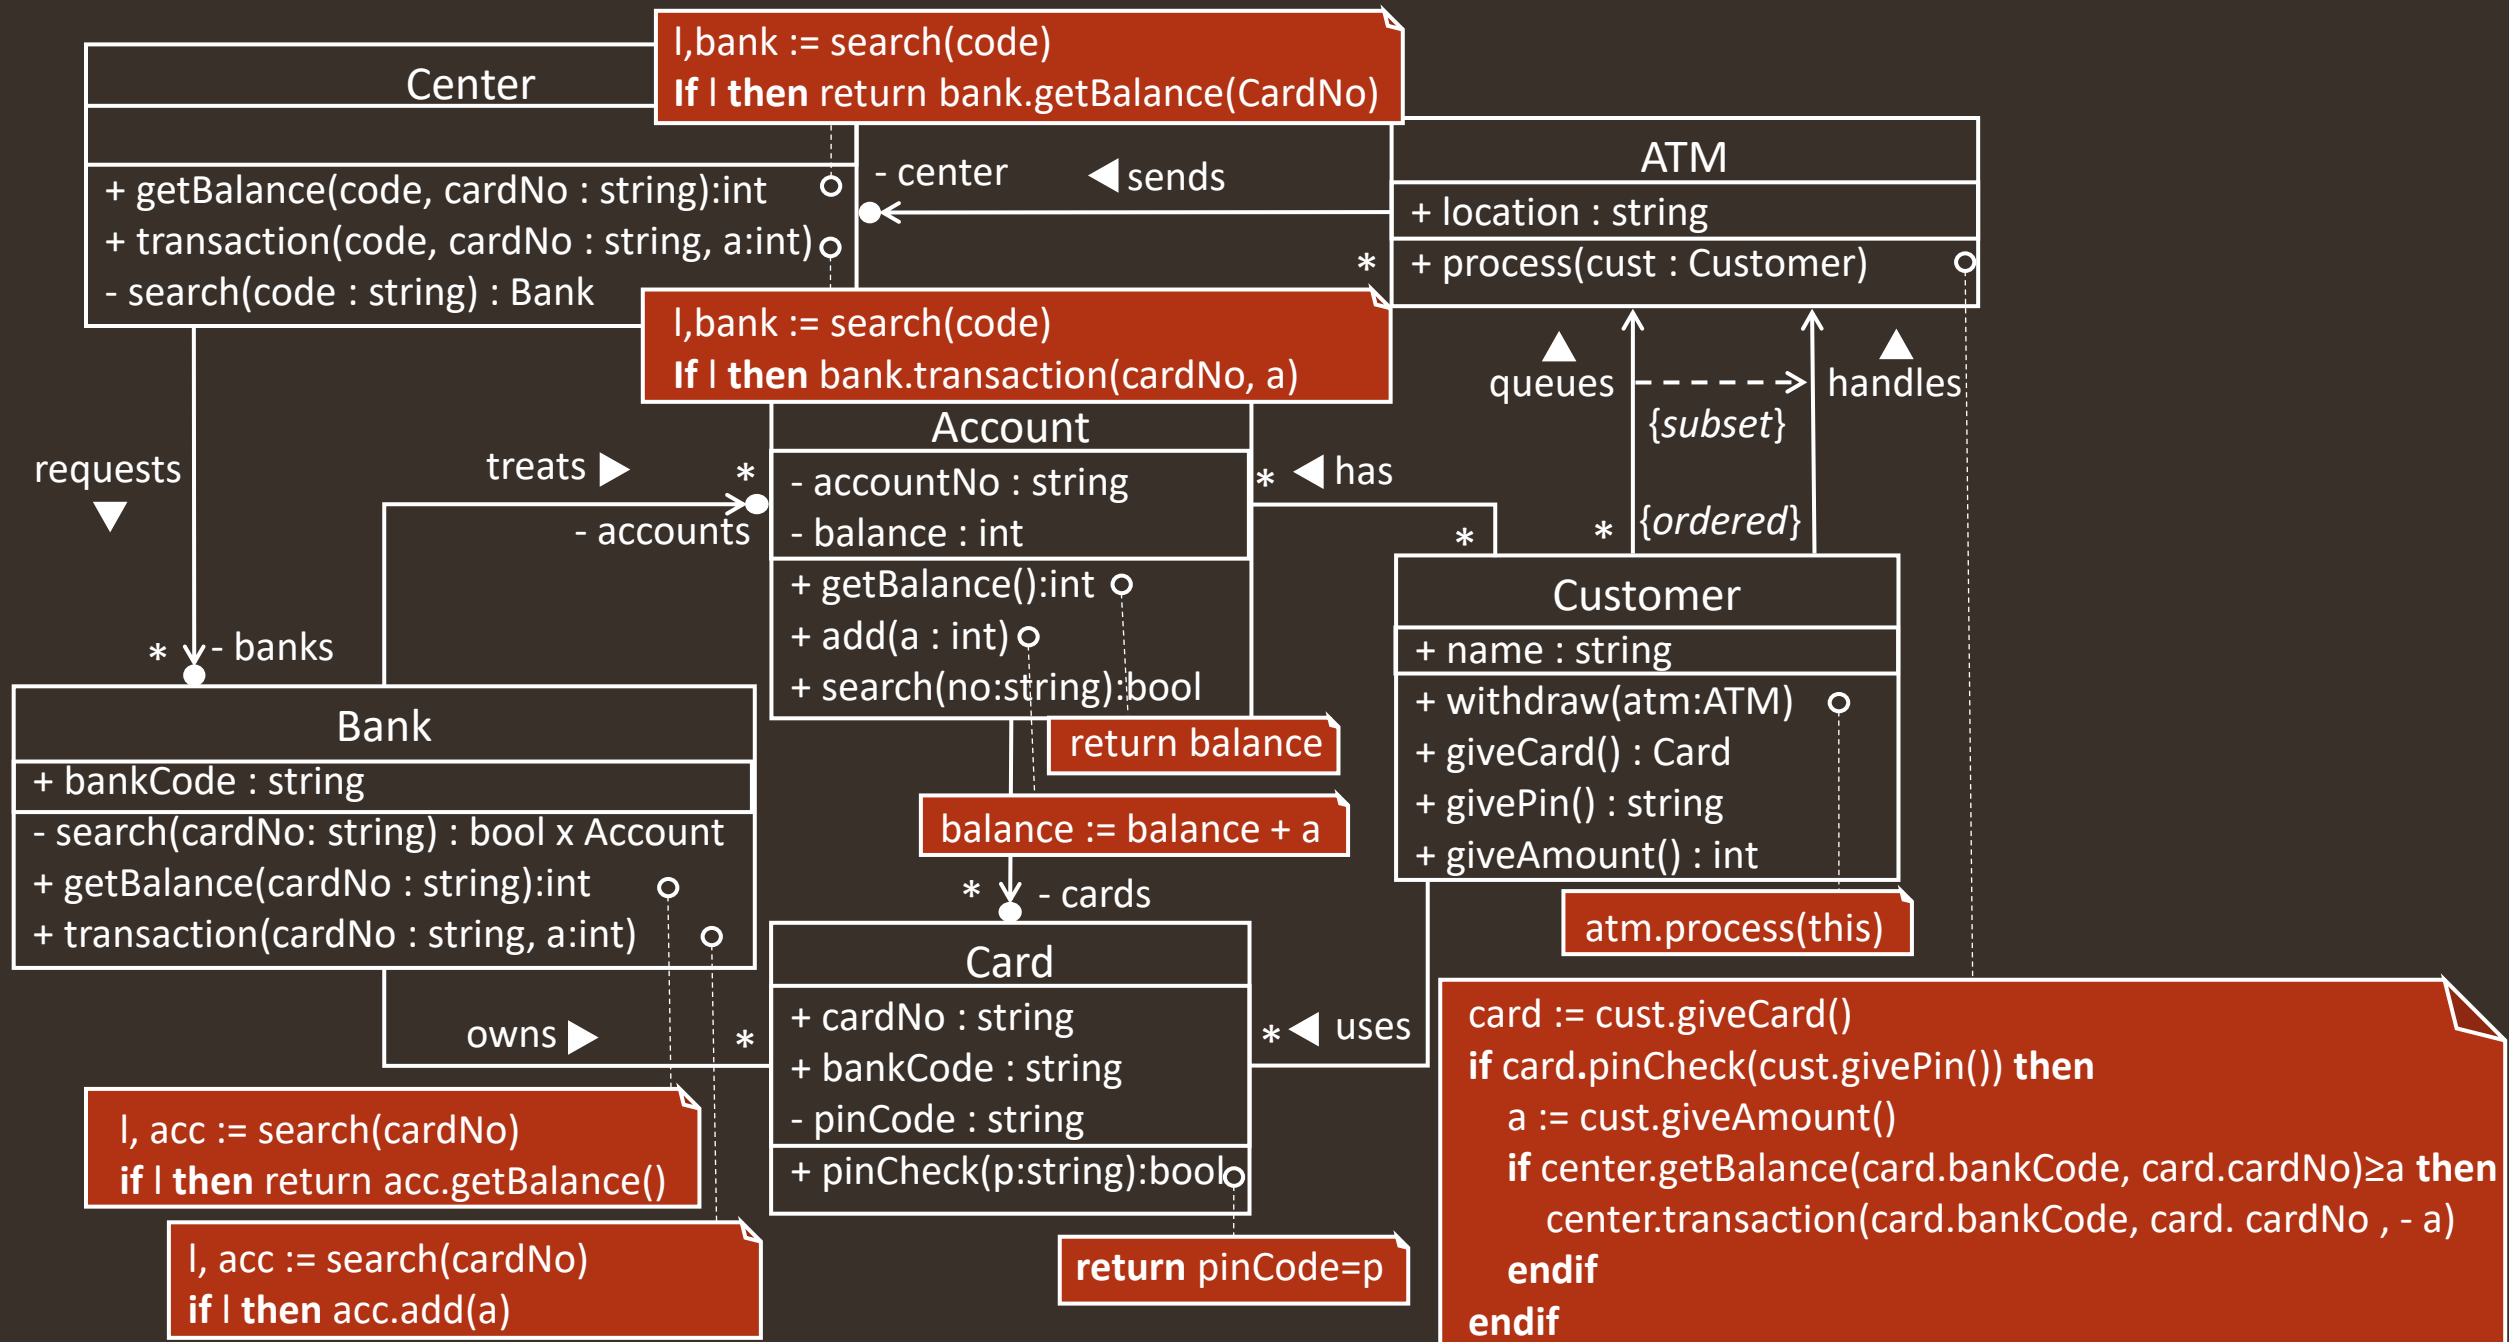 l,bank := search(code)
If l then return bank.getBalance(CardNo)
Center
+ getBalance(code, cardNo : string):int
+ transaction(code, cardNo : string, a:int)
- search(code : string) : Bank
- center
sends
*
ATM
+ location : string
+ process(cust : Customer)
l,bank := search(code)
If l then bank.transaction(cardNo, a)
queues
handles
{subset}
{ordered}
*
requests
* - banks
treats
*
- accounts
Account
- accountNo : string
- balance : int
+ getBalance():int
+ add(a : int)
+ search(no:string):bool
* has
*
return balance
balance := balance + a
Customer
+ name : string
+ withdraw(atm:ATM)
+ giveCard() : Card
+ givePin() : string
+ giveAmount() : int
atm.process(this)
Bank
+ bankCode : string
- search(cardNo: string) : bool x Account
+ getBalance(cardNo : string):int
+ transaction(cardNo : string, a:int)
* - cards
owns
*
Card
+ cardNo : string
+ bankCode : string
- pinCode : string
+ pinCheck(p:string):bool
* uses
l, acc := search(cardNo)
if l then return acc.getBalance()
l, acc := search(cardNo)
if l then acc.add(a)
return pinCode=p
card := cust.giveCard()
if card.pinCheck(cust.givePin()) then
a := cust.giveAmount()
if center.getBalance(card.bankCode, card.cardNo)≥a then
center.transaction(card.bankCode, card. cardNo , - a)
endif
endif